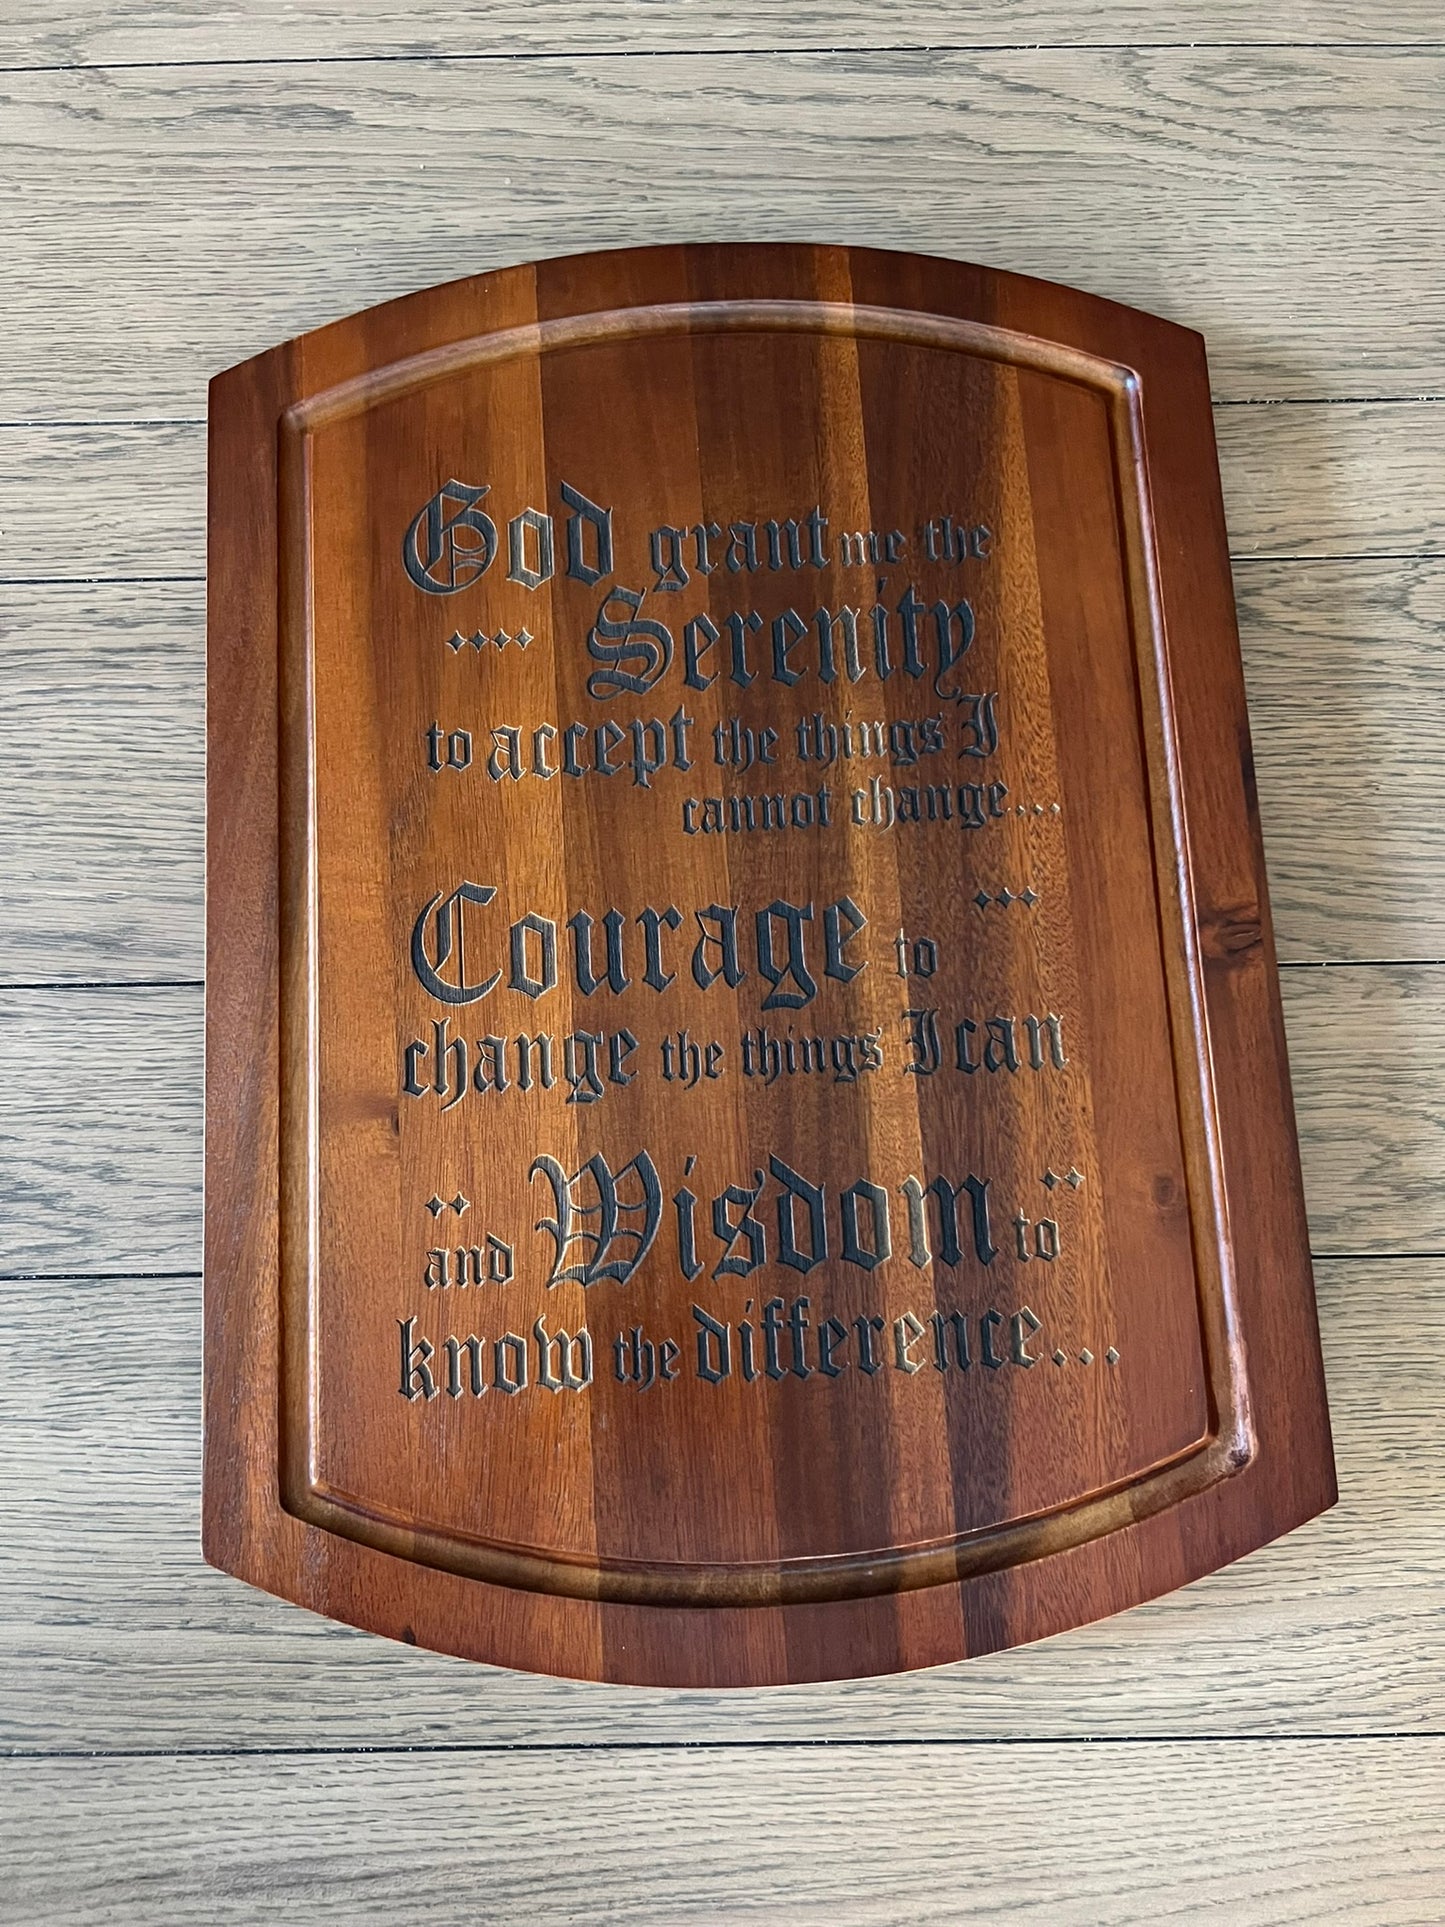 God grant me the
Serenity
to accept the things I
cannot change...
Courage to
change the things I can
and Wisdom to
know the difference...